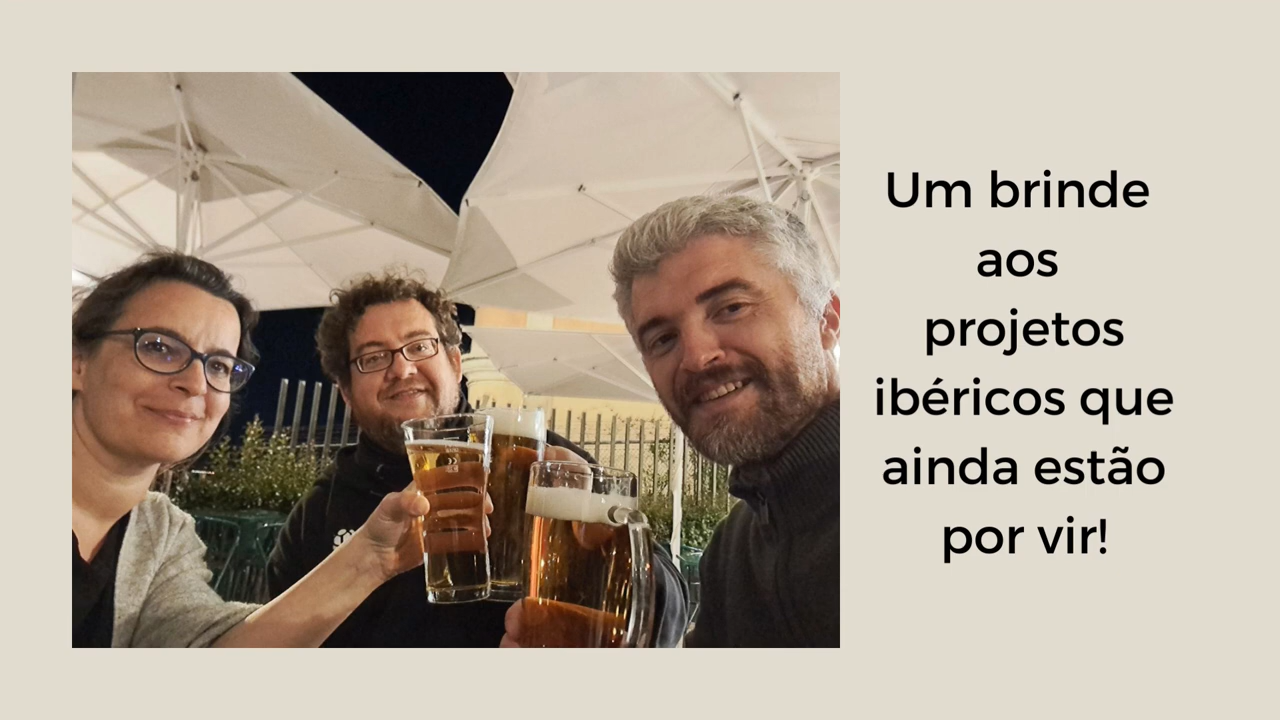 Um brinde
aos
projetos
ibéricos que
ainda estão
por vir!